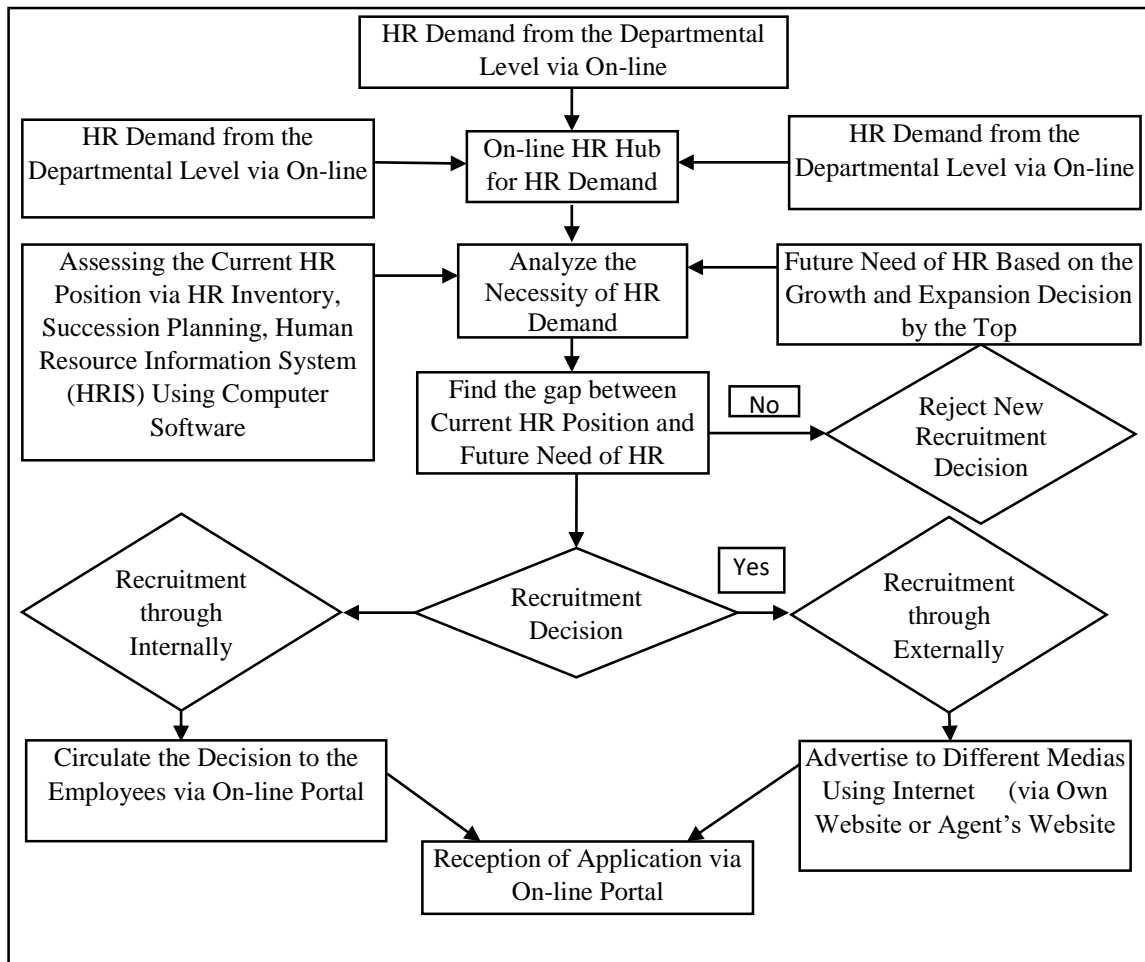 HR Demand from the Departmental
Level via On-line
HR Demand from the
Departmental Level via On-line
On-line HR Hub
for HR Demand
HR Demand from the
Departmental Level via On-line
Assessing the Current HR
Position via HR Inventory,
Succession Planning, Human
Resource Information System
(HRIS) Using Computer
Software
Analyze the
Necessity of HR
Demand
Future Need of HR Based on the
Growth and Expansion Decision
by the Top
Find the gap between
Current HR Position and
Future Need of HR
No
Reject New
Recruitment
Decision
Recruitment
through
Internally
Recruitment
Decision
Yes
Recruitment
through
Externally
Circulate the Decision to the
Employees via On-line Portal
Advertise to Different Medias
Using Internet (via Own
Website or Agent’s Website
Reception of Application via
On-line Portal